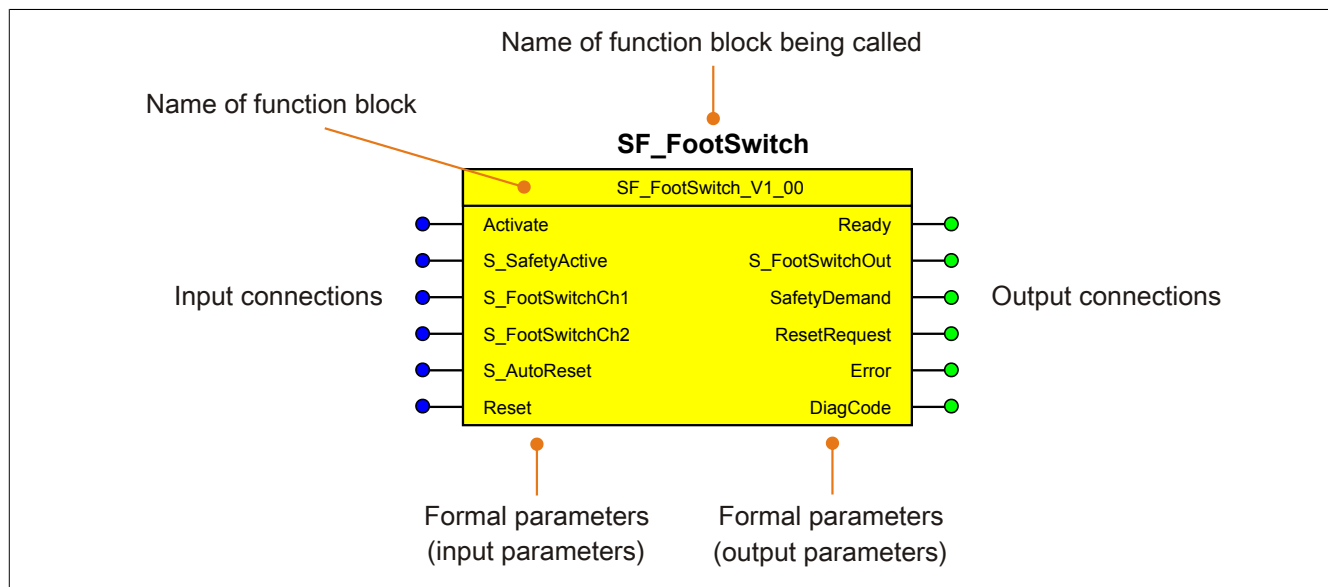 Name of function block being called
Name of function block
SF_FootSwitch
SF_FootSwitch_V1_00
Activate Ready
S_SafetyActive S_FootSwitchOut
Input connections S_FootSwitchCh1 SafetyDemand Output connections
S_FootSwitchCh2 ResetRequest
S_AutoReset Error
Reset DiagCode
Formal parameters Formal parameters
(input parameters) (output parameters)